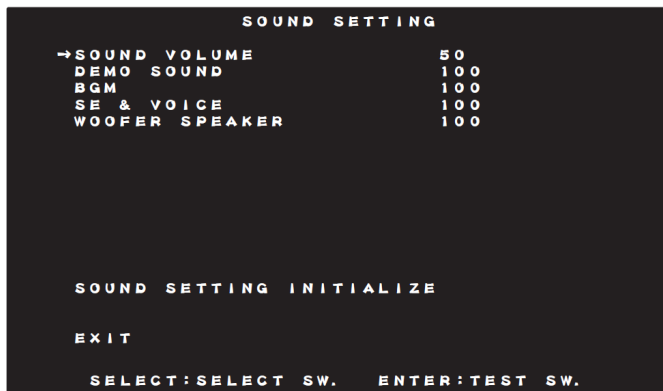 SOUND SETTING
→SOUND VOLUME 50
DEMO SOUND 100
BGM 100
SE & VOICE 100
WOOFER SPEAKER 100
SOUND SETTING INITIALIZE
EXIT
SELECT:SELECT SW. ENTER:TEST SW.